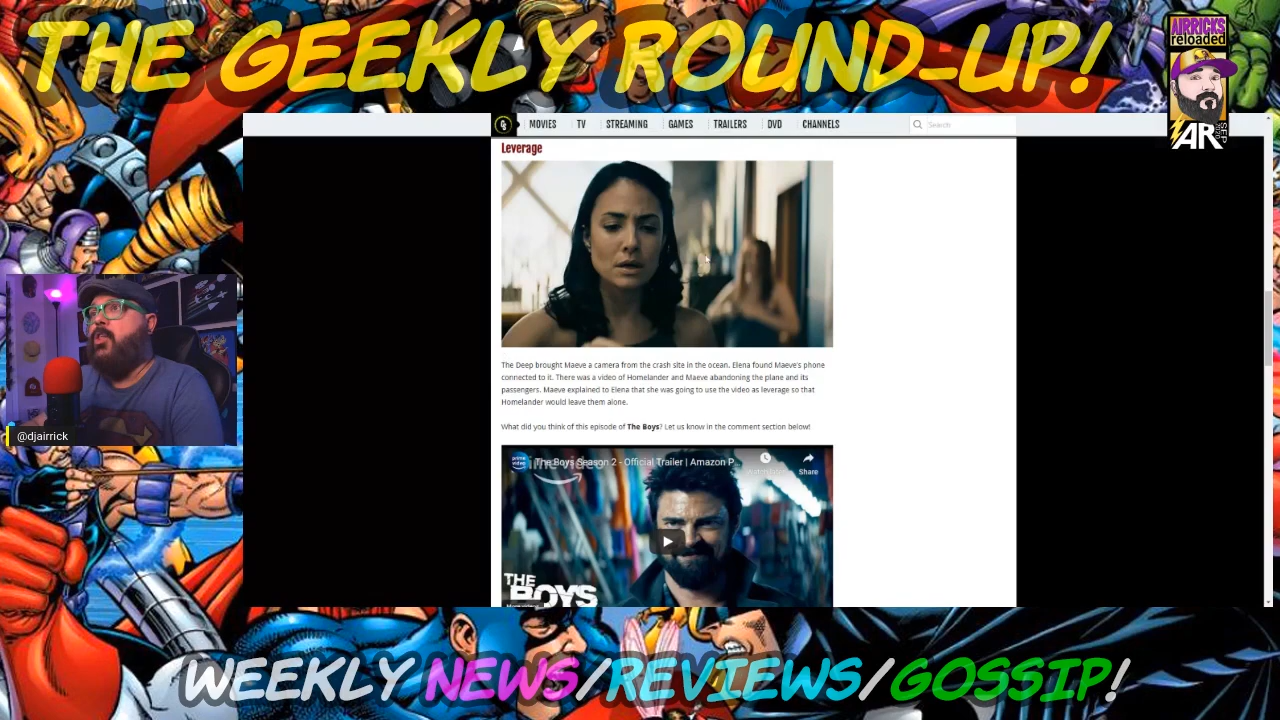 THE GEEKLY ROUND-UP!
AIRRICKS
reloaded
AR
SEP
MOVIES TV STREAMING GAMES TRAILERS DVD CHANNELS Search
Leverage
The Deep brought Maeve a camera from the crash site in the ocean. Elena found Maeve's phone
connected to it. There was a video of Homelander and Maeve abandoning the plane and its
passengers. Maeve explained to Elena that she was going to use the video as leverage so that
Homelander would leave them alone.
What did you think of this episode of The Boys? Let us know in the comment section below!
@djairrick
prime video
The Boys Season 2 - Official Trailer | Amazon P...
Share
THE
BOYS
WEEKLY NEWS/REVIEWS/GOSSIP!